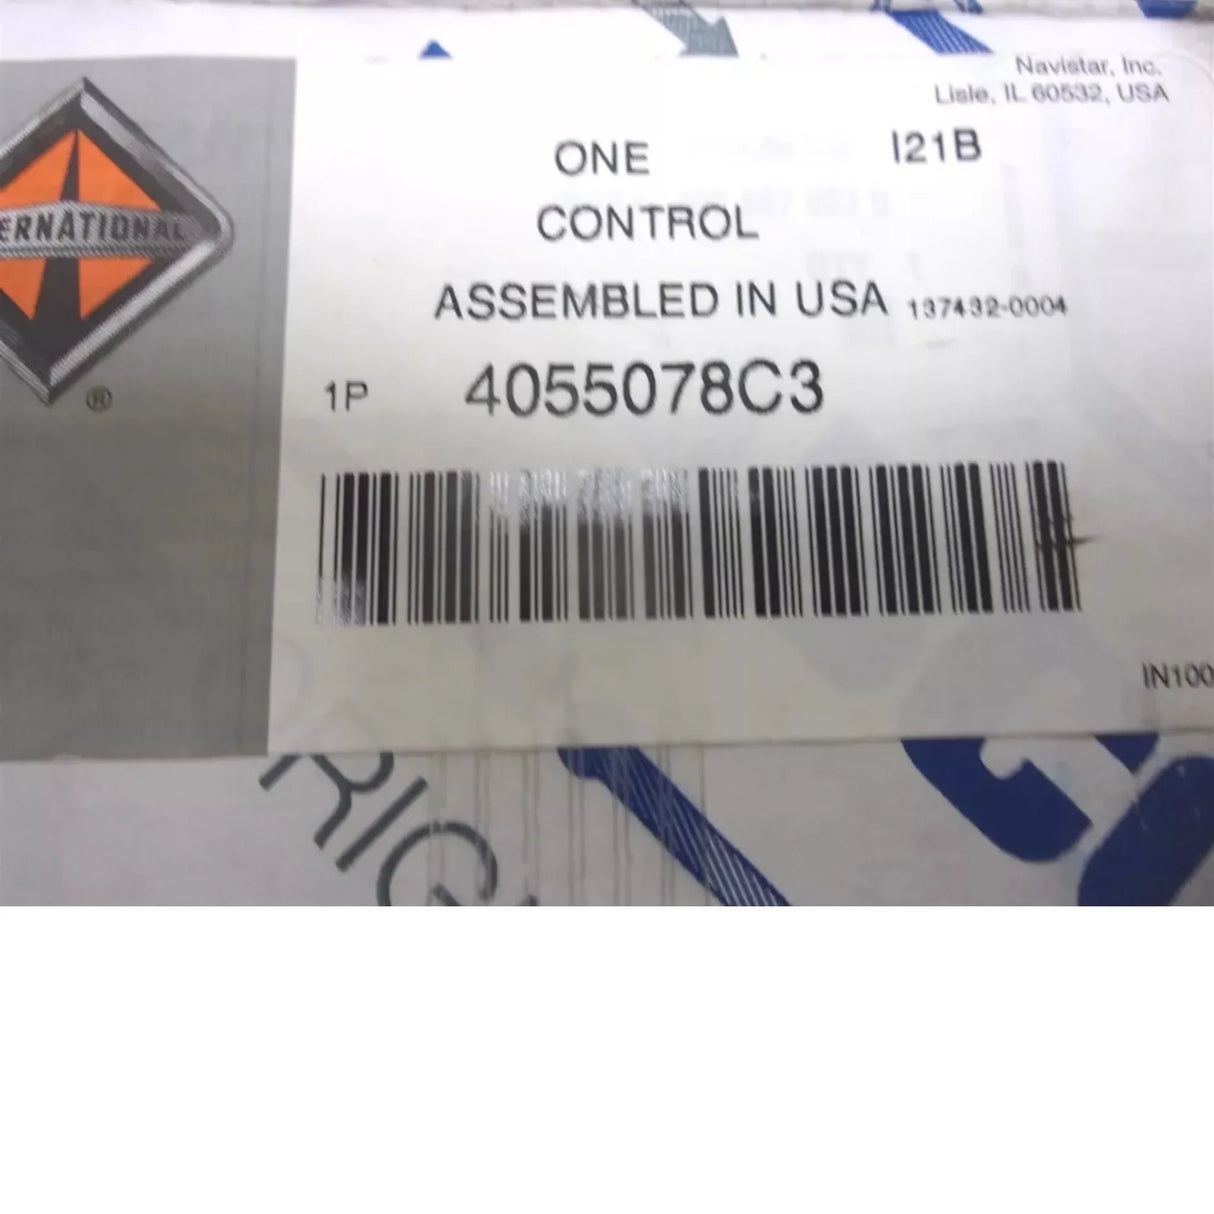 Navistar, Inc.
Lisle, IL 60532, USA
ERNATIONAL
®
ONE I21B
CONTROL
ASSEMBLED IN USA 137432-0004
1P 4055078C3
IN100